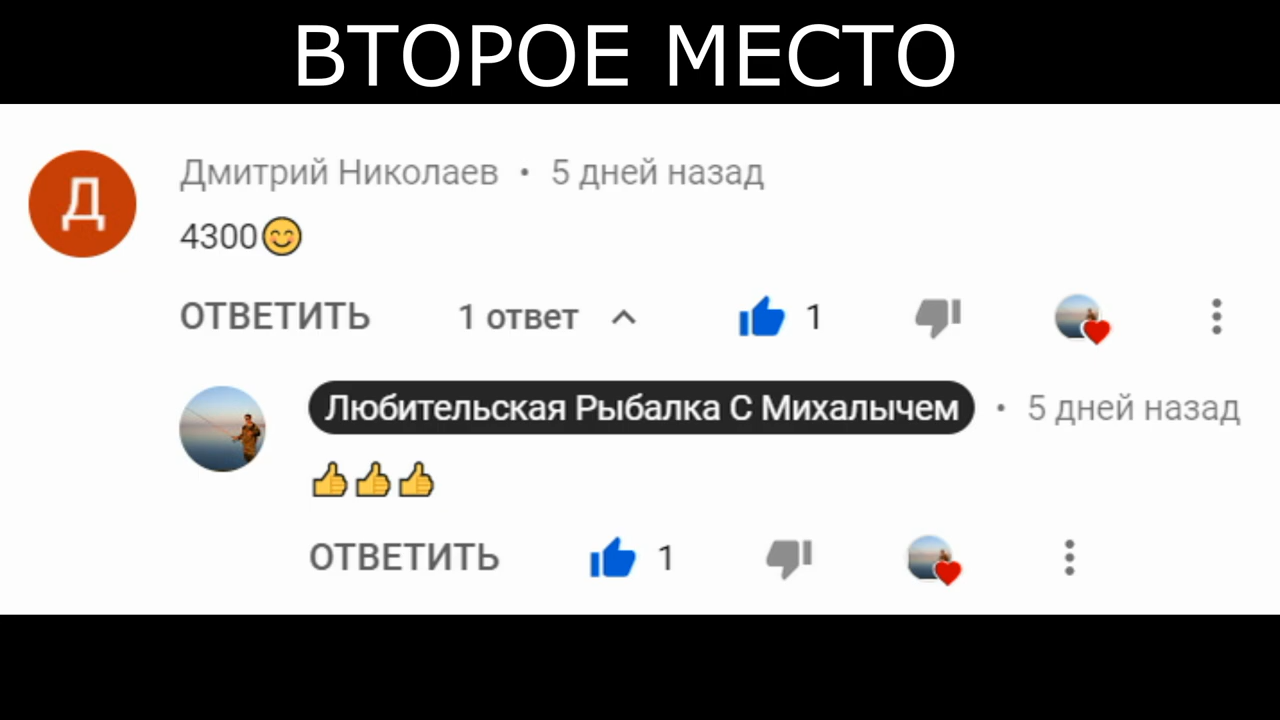 ВТОРОЕ МЕСТО
Д
Дмитрий Николаев • 5 дней назад
4300😊
ОТВЕТИТЬ 1 ответ 1
Любительская Рыбалка С Михалычем • 5 дней назад
👍👍👍
ОТВЕТИТЬ 1